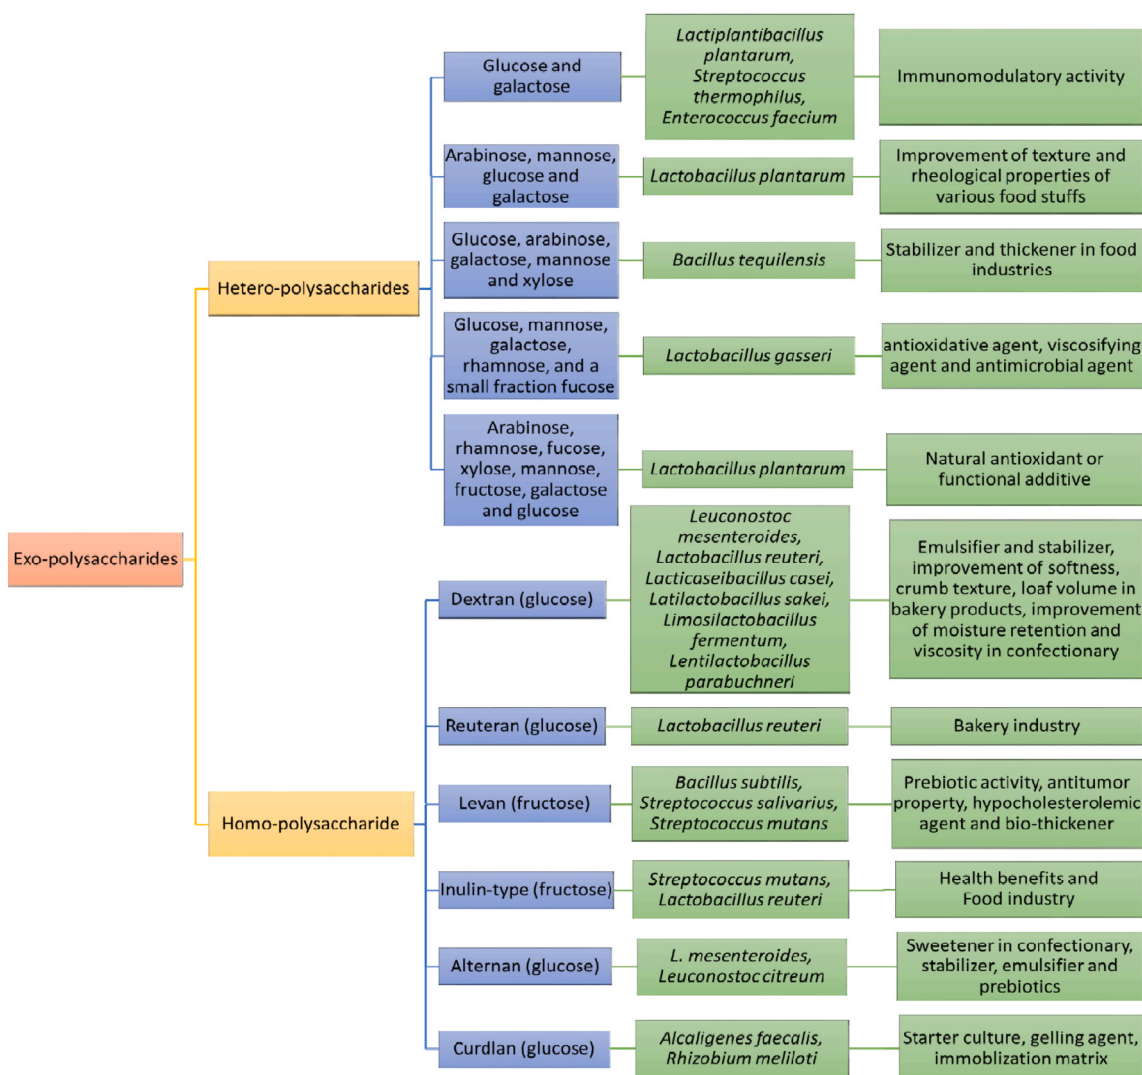 Exo-polysaccharides
Hetero-polysaccharides
Glucose and
galactose
Lactiplantibacillus
plantarum,
Streptococcus
thermophilus,
Enterococcus faecium
Immunomodulatory activity
Arabinose, mannose,
glucose and
galactose
Lactobacillus plantarum
Improvement of texture and
rheological properties of
various food stuffs
Glucose, arabinose,
galactose, mannose
and xylose
Bacillus tequilensis
Stabilizer and thickener in food
industries
Glucose, mannose,
galactose,
rhamnose, and a
small fraction fucose
Lactobacillus gasseri
antioxidative agent, viscosifying
agent and antimicrobial agent
Arabinose,
rhamnose, fucose,
xylose, mannose,
fructose, galactose
and glucose
Lactobacillus plantarum
Natural antioxidant or
functional additive
Homo-polysaccharide
Dextran (glucose)
Leuconostoc
mesenteroides,
Lactobacillus reuteri,
Lacticaseibacillus casei,
Latilactobacillus sakei,
Limosilactobacillus
fermentum,
Lentilactobacillus
parabuchneri
Emulsifier and stabilizer,
improvement of softness,
crumb texture, loaf volume in
bakery products, improvement
of moisture retention and
viscosity in confectionary
Reuteran (glucose)
Lactobacillus reuteri
Bakery industry
Levan (fructose)
Bacillus subtilis,
Streptococcus salivarius,
Streptococcus mutans
Prebiotic activity, antitumor
property, hypocholesterolemic
agent and bio-thickener
Inulin-type (fructose)
Streptococcus mutans,
Lactobacillus reuteri
Health benefits and
Food industry
Alternan (glucose)
L. mesenteroides,
Leuconostoc citreum
Sweetener in confectionary,
stabilizer, emulsifier and
prebiotics
Curdlan (glucose)
Alcaligenes faecalis,
Rhizobium meliloti
Starter culture, gelling agent,
immoblization matrix